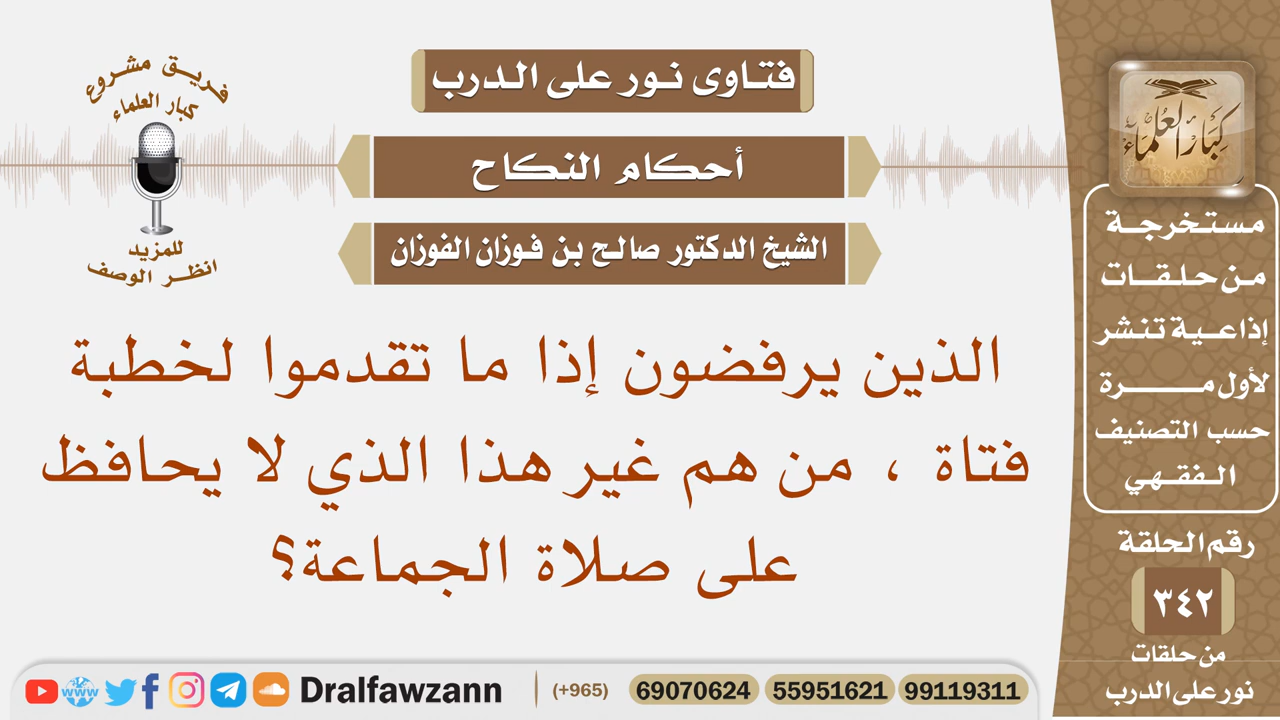 فتاوى نور على الدرب
أحكام النكاح
الشيخ الدكتور صالح بن فوزان الفوزان
فريق مشروع
كبار العلماء
للمزيد
انظر الوصف
الذين يرفضون إذا ما تقدموا لخطبة
فتاة ، من هم غير هذا الذي لا يحافظ
على صلاة الجماعة؟
كبار العلماء
مستخرجة
من حلقات
إذاعية تنشر
لأول مرة
حسب التصنيف
الفقهي
رقم الحلقة
٣٤٢
من حلقات
نور على الدرب
www Dralfawzann (+965) 69070624 55951621 99119311